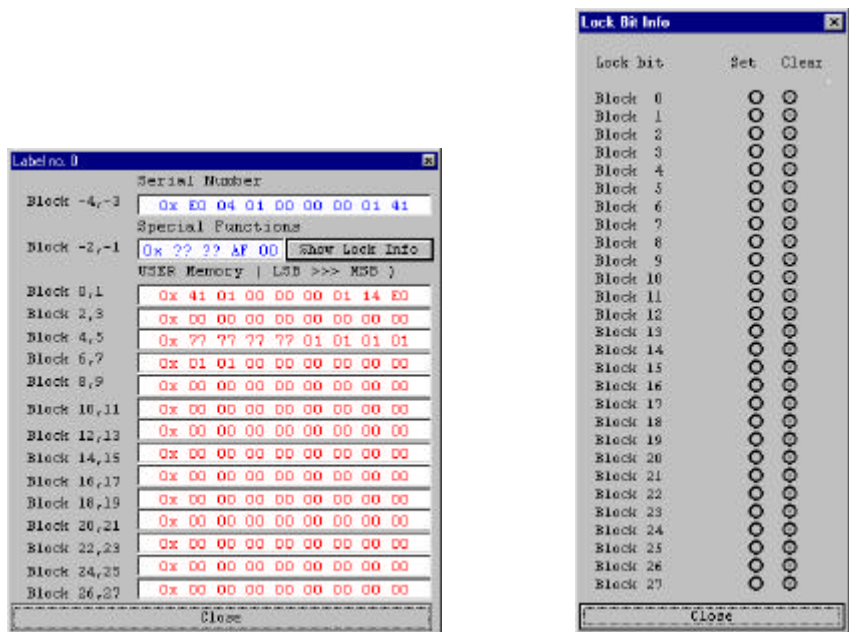 Label no. 0
Serial Number
Block -4,-3 0x E0 04 01 00 00 00 01 41
Special Functions
Block -2,-1 0x ?? ?? AF 00 Show Lock Info
USER Memory ( LSB >>> MSB )
Block 0,1 0x 41 01 00 00 00 01 14 E0
Block 2,3 0x 00 00 00 00 00 00 00 00
Block 4,5 0x 77 77 77 77 01 01 01 01
Block 6,7 0x 01 01 00 00 00 00 00 00
Block 8,9 0x 00 00 00 00 00 00 00 00
Block 10,11 0x 00 00 00 00 00 00 00 00
Block 12,13 0x 00 00 00 00 00 00 00 00
Block 14,15 0x 00 00 00 00 00 00 00 00
Block 16,17 0x 00 00 00 00 00 00 00 00
Block 18,19 0x 00 00 00 00 00 00 00 00
Block 20,21 0x 00 00 00 00 00 00 00 00
Block 22,23 0x 00 00 00 00 00 00 00 00
Block 24,25 0x 00 00 00 00 00 00 00 00
Block 26,27 0x 00 00 00 00 00 00 00 00
Close
Lock Bit Info
Lock bit Set Clear
Block 0
Block 1
Block 2
Block 3
Block 4
Block 5
Block 6
Block 7
Block 8
Block 9
Block 10
Block 11
Block 12
Block 13
Block 14
Block 15
Block 16
Block 17
Block 18
Block 19
Block 20
Block 21
Block 22
Block 23
Block 24
Block 25
Block 26
Block 27
Close